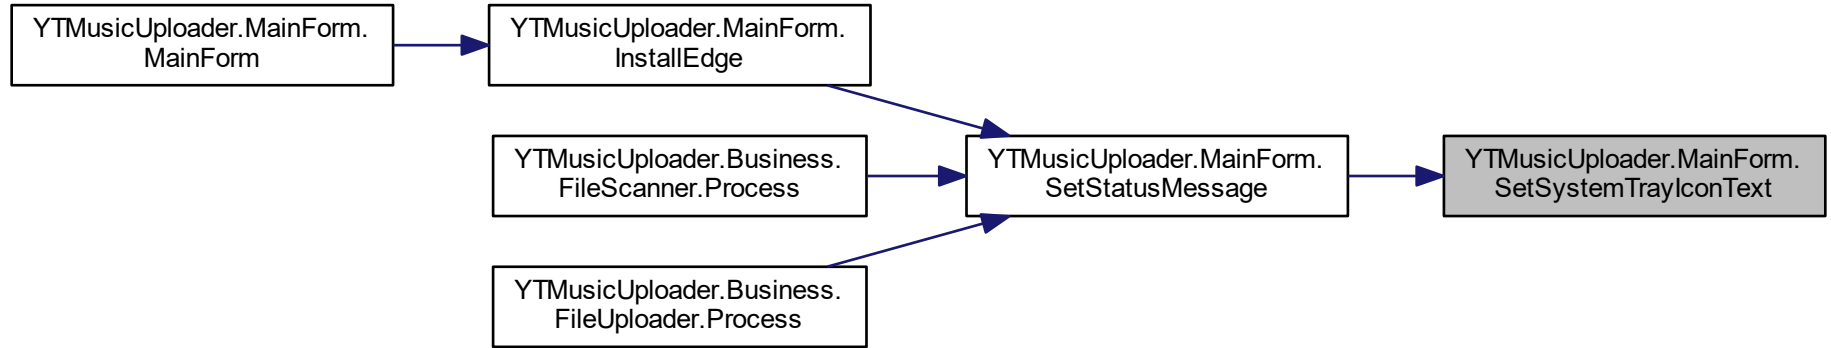 YTMusicUploader.MainForm.
MainForm
YTMusicUploader.MainForm.
InstallEdge
YTMusicUploader.Business.
FileScanner.Process
YTMusicUploader.Business.
FileUploader.Process
YTMusicUploader.MainForm.
SetStatusMessage
YTMusicUploader.MainForm.
SetSystemTrayIconText